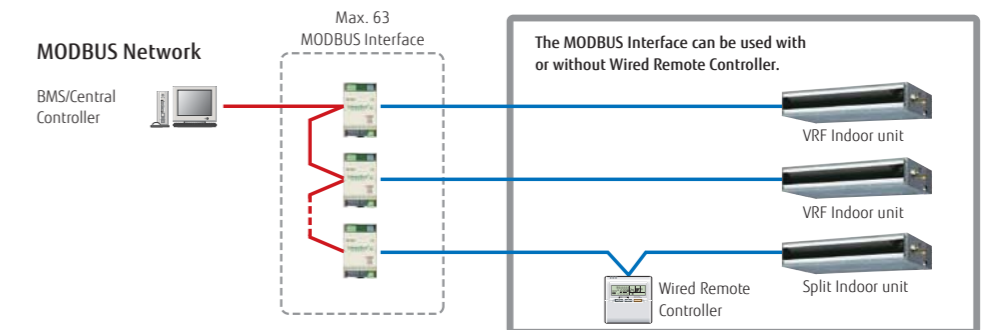 Max. 63
MODBUS Interface
MODBUS Network
BMS/Central
Controller
The MODBUS Interface can be used with
or without Wired Remote Controller.
VRF Indoor unit
VRF Indoor unit
Wired Remote
Controller
Split Indoor unit